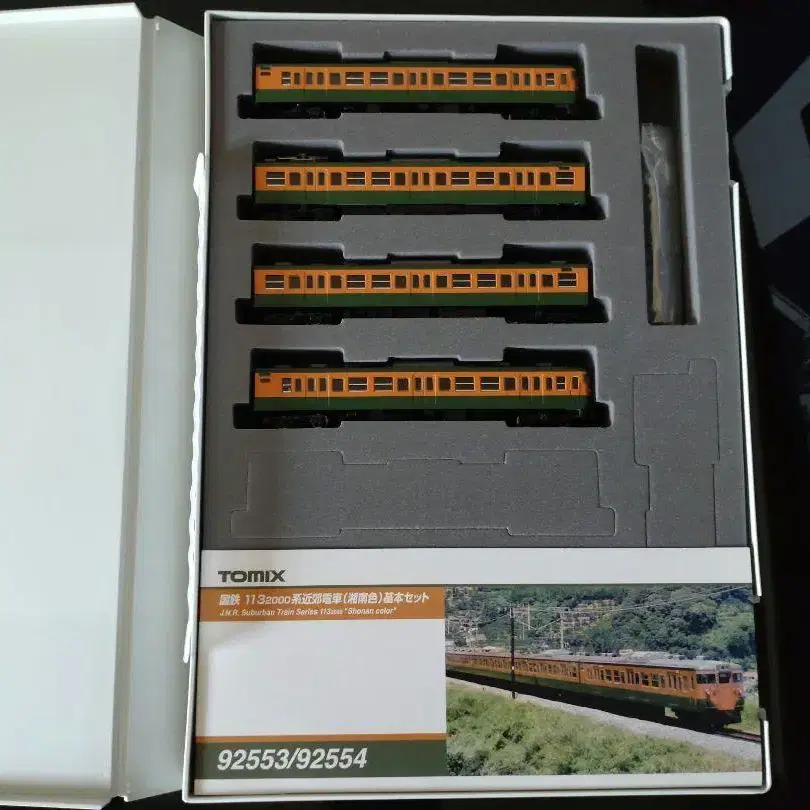 TOMIX
国鉄 113 2000系近郊電車(湘南色)基本セット
J.N.R. Suburban Train Series 113 2000 "Shonan color"
92553/92554